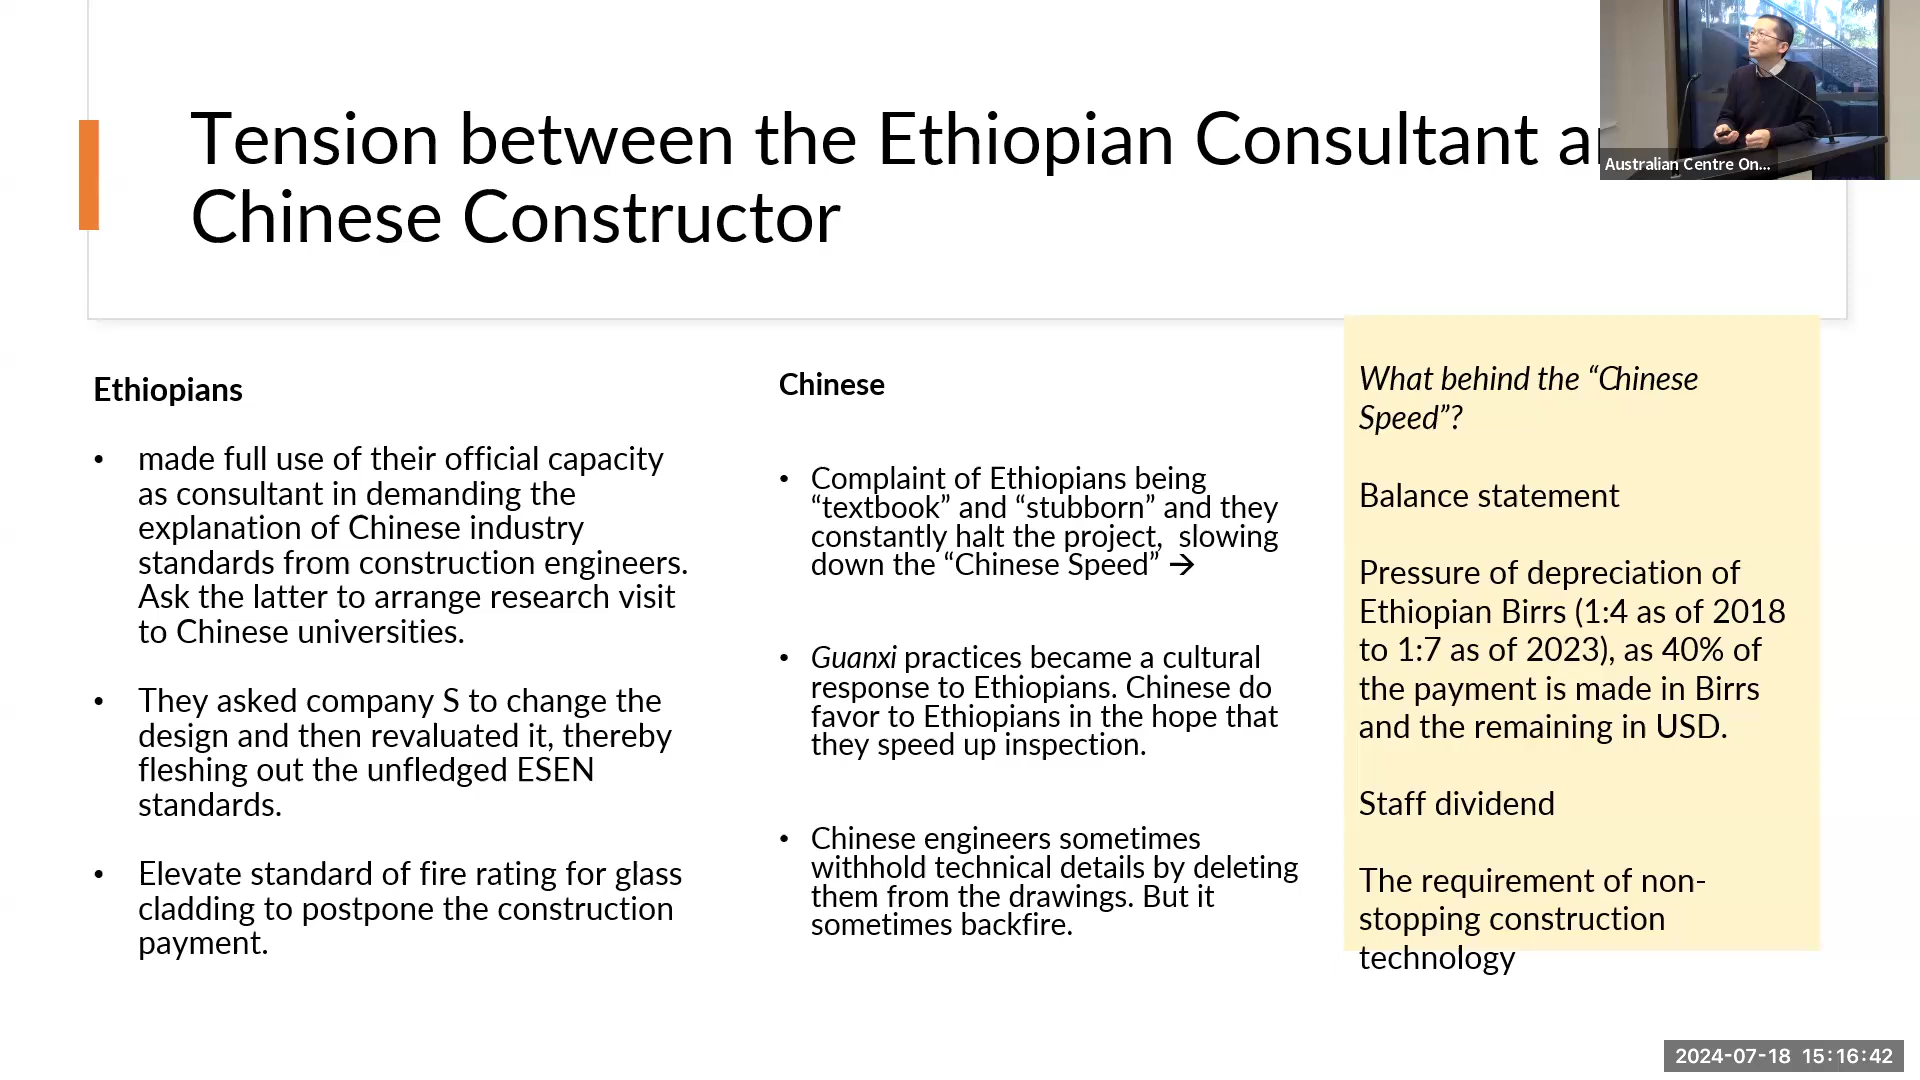 Tension between the Ethiopian Consultant a
Chinese Constructor
Australian Centre On...
Ethiopians
• made full use of their official capacity
as consultant in demanding the
explanation of Chinese industry
standards from construction engineers.
Ask the latter to arrange research visit
to Chinese universities.
• They asked company S to change the
design and then revaluated it, thereby
fleshing out the unfledged ESEN
standards.
• Elevate standard of fire rating for glass
cladding to postpone the construction
payment.
Chinese
• Complaint of Ethiopians being
“textbook” and “stubborn” and they
constantly halt the project,  slowing
down the “Chinese Speed” →
• Guanxi practices became a cultural
response to Ethiopians. Chinese do
favor to Ethiopians in the hope that
they speed up inspection.
• Chinese engineers sometimes
withhold technical details by deleting
them from the drawings. But it
sometimes backfire.
What behind the “Chinese
Speed”?
Balance statement
Pressure of depreciation of
Ethiopian Birrs (1:4 as of 2018
to 1:7 as of 2023), as 40% of
the payment is made in Birrs
and the remaining in USD.
Staff dividend
The requirement of non-
stopping construction
technology
2024-07-18 15:16:42